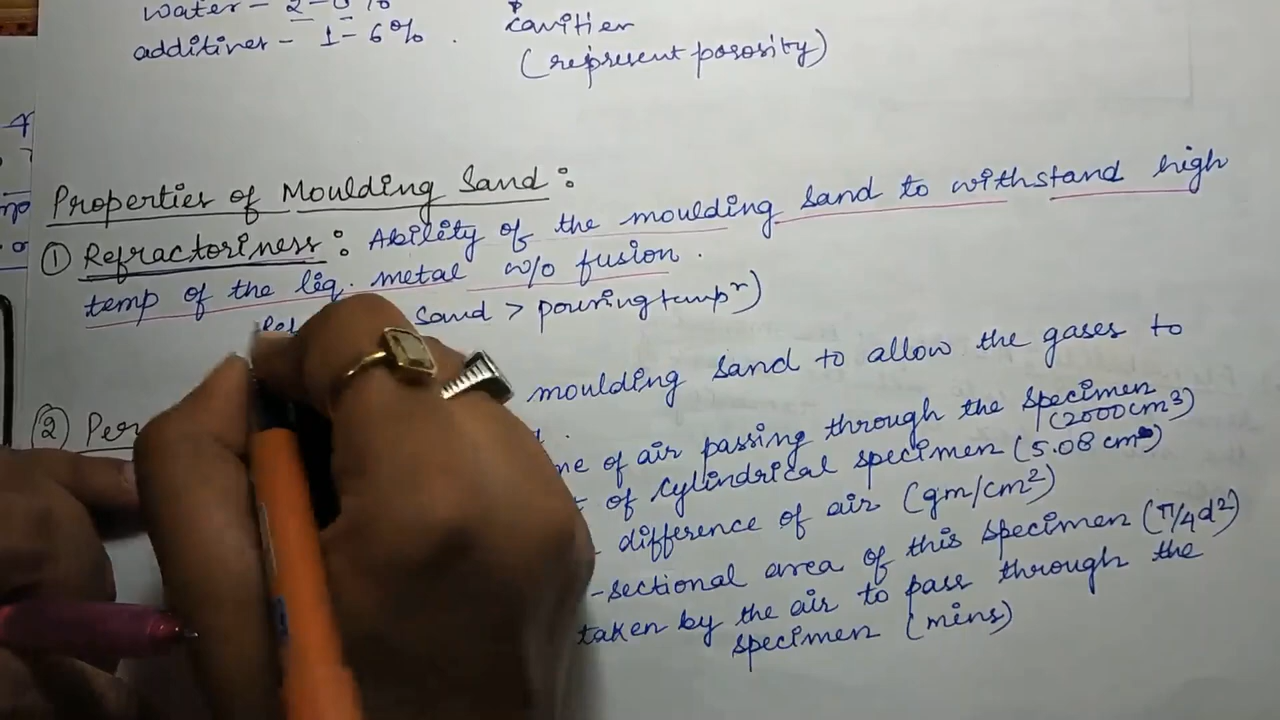 water -
additives - 1-6%.
cavities
(represent porosity)
Properties of Moulding Sand:
① Refractoriness: Ability of the moulding sand to withstand high
temp of the liq. metal w/o fusion.
Sand > pouring tempr)
② Per
moulding sand to allow the gases to
of air passing through the specimen
(2000cm3)
of cylindrical specimen (5.08 cm)
difference of air (gm/cm2)
-sectional area of this specimen (π/4d2)
taken by the air to pass through the
specimen (mins)